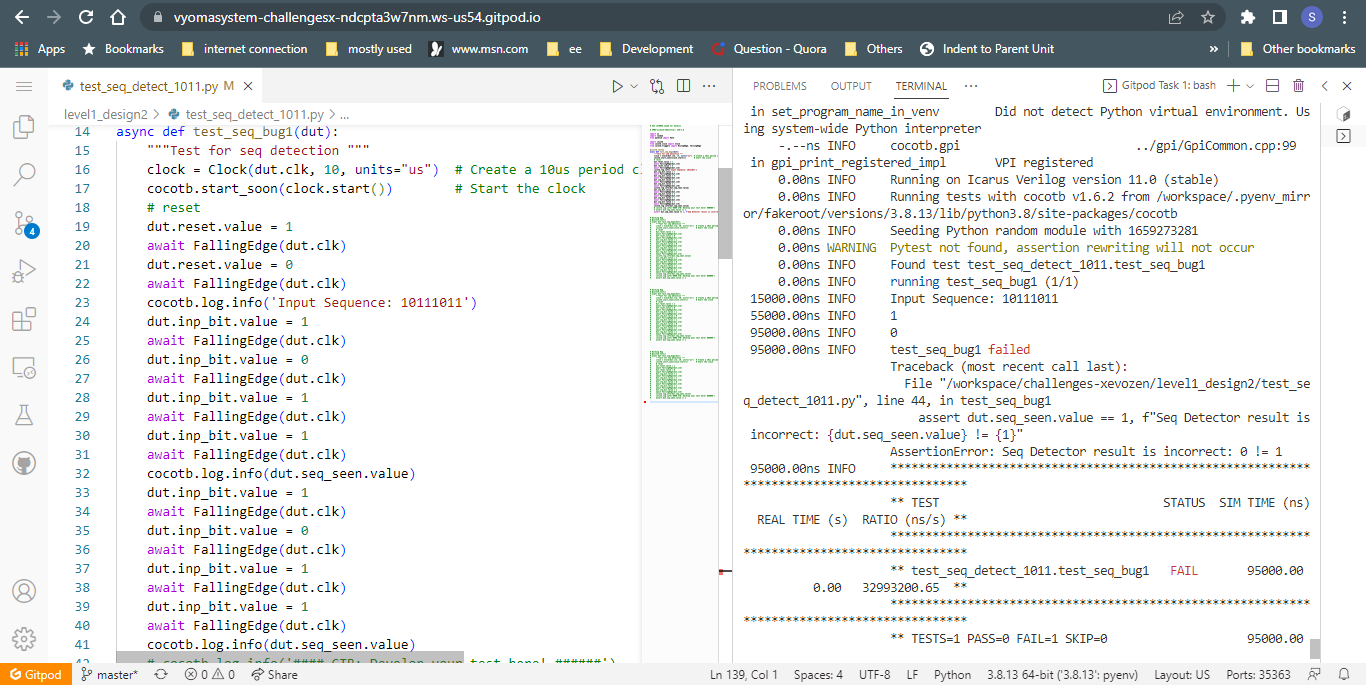 vyomasystem-challengesx-ndcpta3w7nm.ws-us54.gitpod.io
S
Apps Bookmarks internet connection mostly used www.msn.com ee Development Question - Quora Others Indent to Parent Unit » Other bookmarks
test_seq_detect_1011.py M
level1_design2 > test_seq_detect_1011.py > ...
14 async def test_seq_bug1(dut):
15 """Test for seq detection """
16 clock = Clock(dut.clk, 10, units="us") # Create a 10us period c
17 cocotb.start_soon(clock.start()) # Start the clock
18 # reset
19 dut.reset.value = 1
20 await FallingEdge(dut.clk)
21 dut.reset.value = 0
22 await FallingEdge(dut.clk)
23 cocotb.log.info('Input Sequence: 10111011')
24 dut.inp_bit.value = 1
25 await FallingEdge(dut.clk)
26 dut.inp_bit.value = 0
27 await FallingEdge(dut.clk)
28 dut.inp_bit.value = 1
29 await FallingEdge(dut.clk)
30 dut.inp_bit.value = 1
31 await FallingEdge(dut.clk)
32 cocotb.log.info(dut.seq_seen.value)
33 dut.inp_bit.value = 1
34 await FallingEdge(dut.clk)
35 dut.inp_bit.value = 0
36 await FallingEdge(dut.clk)
37 dut.inp_bit.value = 1
38 await FallingEdge(dut.clk)
39 dut.inp_bit.value = 1
40 await FallingEdge(dut.clk)
41 cocotb.log.info(dut.seq_seen.value)
42 # cocotb.log.info('#### CTB: Develop your test here! ######')
4
PROBLEMS OUTPUT TERMINAL ...
Gitpod Task 1: bash
in set_program_name_in_venv Did not detect Python virtual environment. Us
ing system-wide Python interpreter
-.--ns INFO cocotb.gpi ../gpi/GpiCommon.cpp:99
in gpi_print_registered_impl VPI registered
0.00ns INFO Running on Icarus Verilog version 11.0 (stable)
0.00ns INFO Running tests with cocotb v1.6.2 from /workspace/.pyenv_mirr
or/fakeroot/versions/3.8.13/lib/python3.8/site-packages/cocotb
0.00ns INFO Seeding Python random module with 1659273281
0.00ns WARNING Pytest not found, assertion rewriting will not occur
0.00ns INFO Found test test_seq_detect_1011.test_seq_bug1
0.00ns INFO running test_seq_bug1 (1/1)
15000.00ns INFO Input Sequence: 10111011
55000.00ns INFO 1
95000.00ns INFO 0
95000.00ns INFO test_seq_bug1 failed
Traceback (most recent call last):
File "/workspace/challenges-xevozen/level1_design2/test_se
q_detect_1011.py", line 44, in test_seq_bug1
assert dut.seq_seen.value == 1, f"Seq Detector result is
incorrect: {dut.seq_seen.value} != {1}"
AssertionError: Seq Detector result is incorrect: 0 != 1
95000.00ns INFO *******************************************************
*****************************
** TEST STATUS SIM TIME (ns)
REAL TIME (s) RATIO (ns/s) **
*******************************************************
*****************************
** test_seq_detect_1011.test_seq_bug1 FAIL 95000.00
0.00 32993200.65 **
*******************************************************
*****************************
** TESTS=1 PASS=0 FAIL=1 SKIP=0 95000.00
Gitpod master* 0 0 Share Ln 139, Col 1 Spaces: 4 UTF-8 LF Python 3.8.13 64-bit ('3.8.13': pyenv) Layout: US Ports: 35363